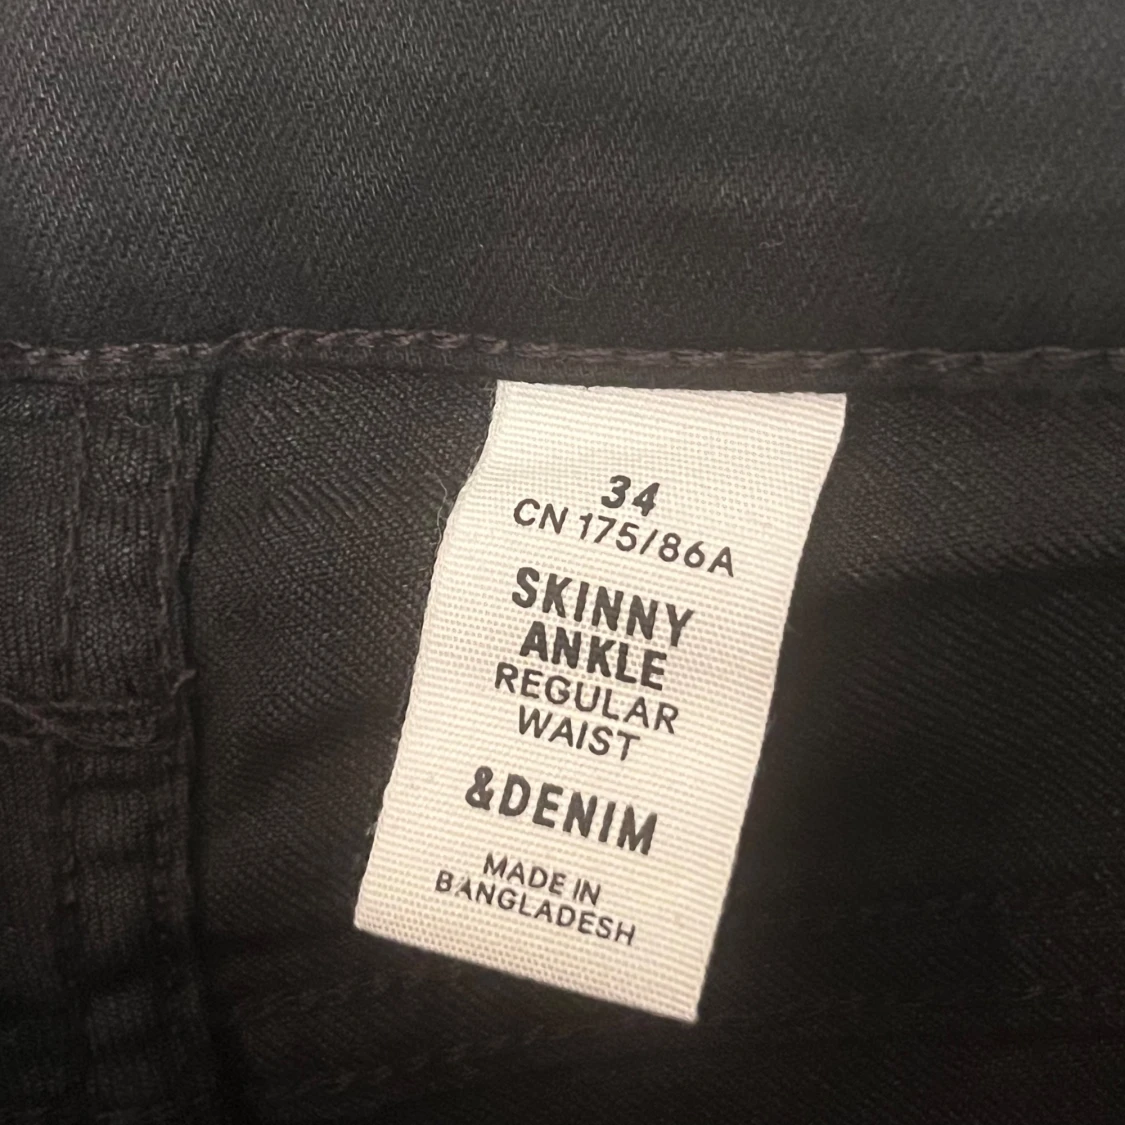 34
CN 175/86A
SKINNY
ANKLE
REGULAR
WAIST
&DENIM
MADE IN
BANGLADESH